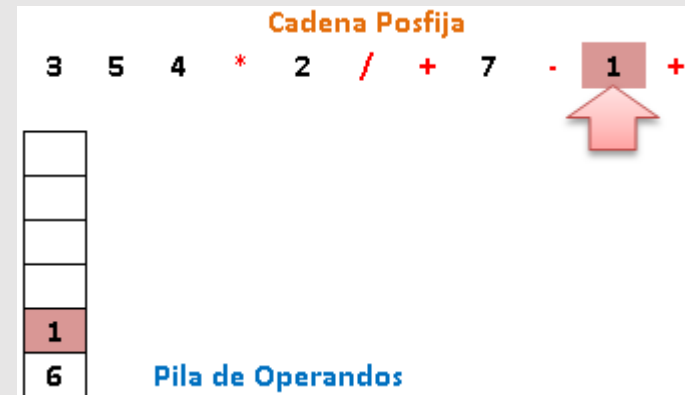 Cadena Posfija
3 5 4 * 2 / + 7 - 1 +
1
6 Pila de Operandos